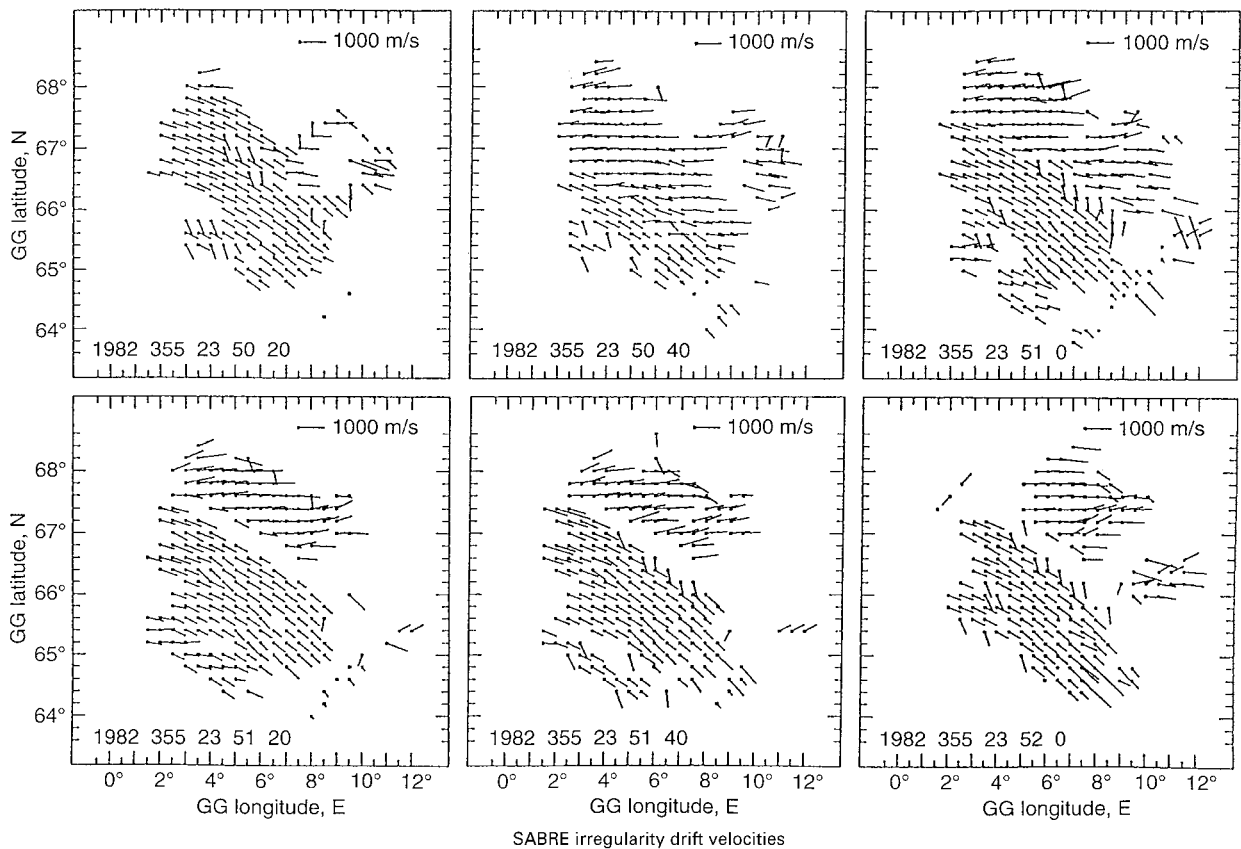 1000 m/s
1000 m/s
1000 m/s
68°
67°
66°
65°
64°
GG latitude, N
1982 355 23 50 20
1982 355 23 50 40
1982 355 23 51 0
1000 m/s
1000 m/s
1000 m/s
68°
67°
66°
65°
64°
GG latitude, N
1982 355 23 51 20
1982 355 23 51 40
1982 355 23 52 0
0° 2° 4° 6° 8° 10° 12°
0° 2° 4° 6° 8° 10° 12°
0° 2° 4° 6° 8° 10° 12°
GG longitude, E
GG longitude, E
GG longitude, E
SABRE irregularity drift velocities